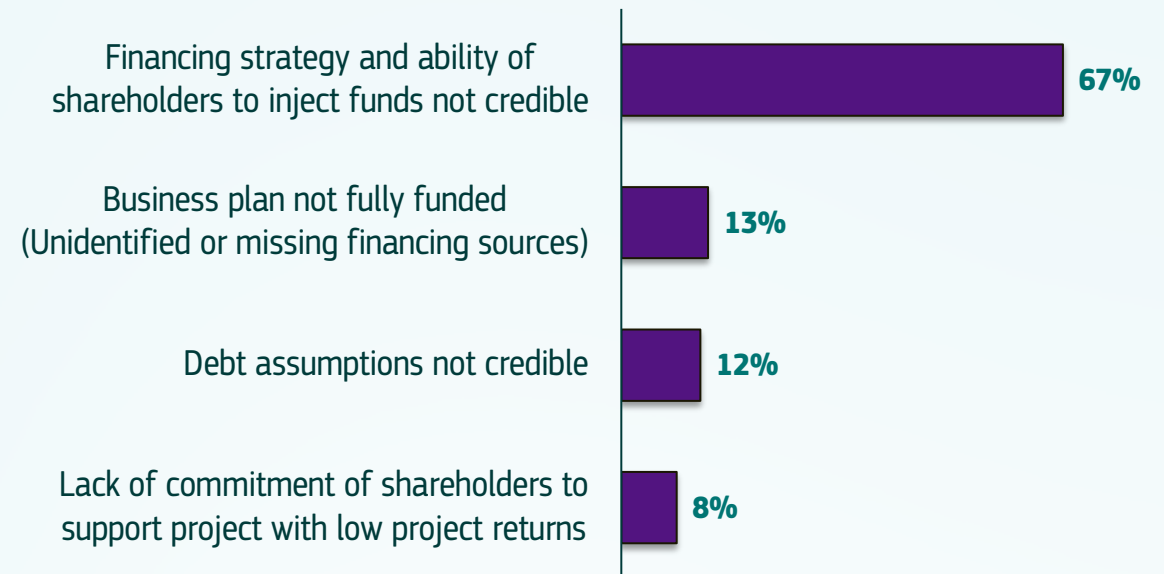 Financing strategy and ability of
shareholders to inject funds not credible
67%
Business plan not fully funded
(Unidentified or missing financing sources)
13%
Debt assumptions not credible
12%
Lack of commitment of shareholders to
support project with low project returns
8%